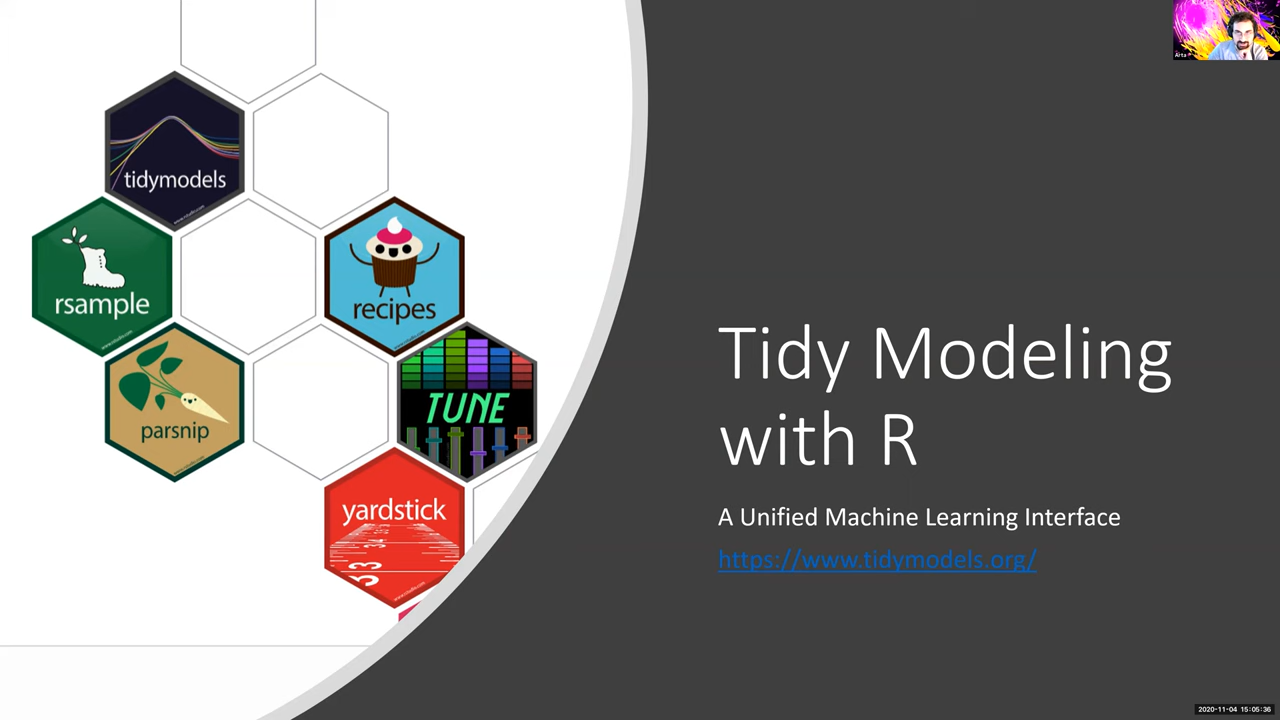 Arta
tidymodels
rsample
recipes
TUNE
parsnip
yardstick
Tidy Modeling
with R
A Unified Machine Learning Interface
https://www.tidymodels.org/
2020-11-04 15:05:36